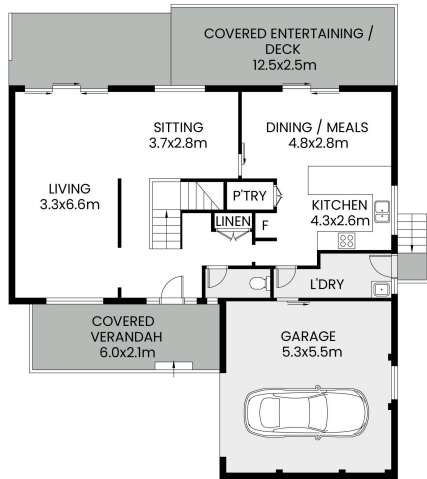 COVERED ENTERTAINING /
DECK
12.5x2.5m
SITTING
3.7x2.8m
DINING / MEALS
4.8x2.8m
LIVING
3.3x6.6m
P'TRY
LINEN
F
KITCHEN
4.3x2.6m
L'DRY
COVERED
VERANDAH
6.0x2.1m
GARAGE
5.3x5.5m